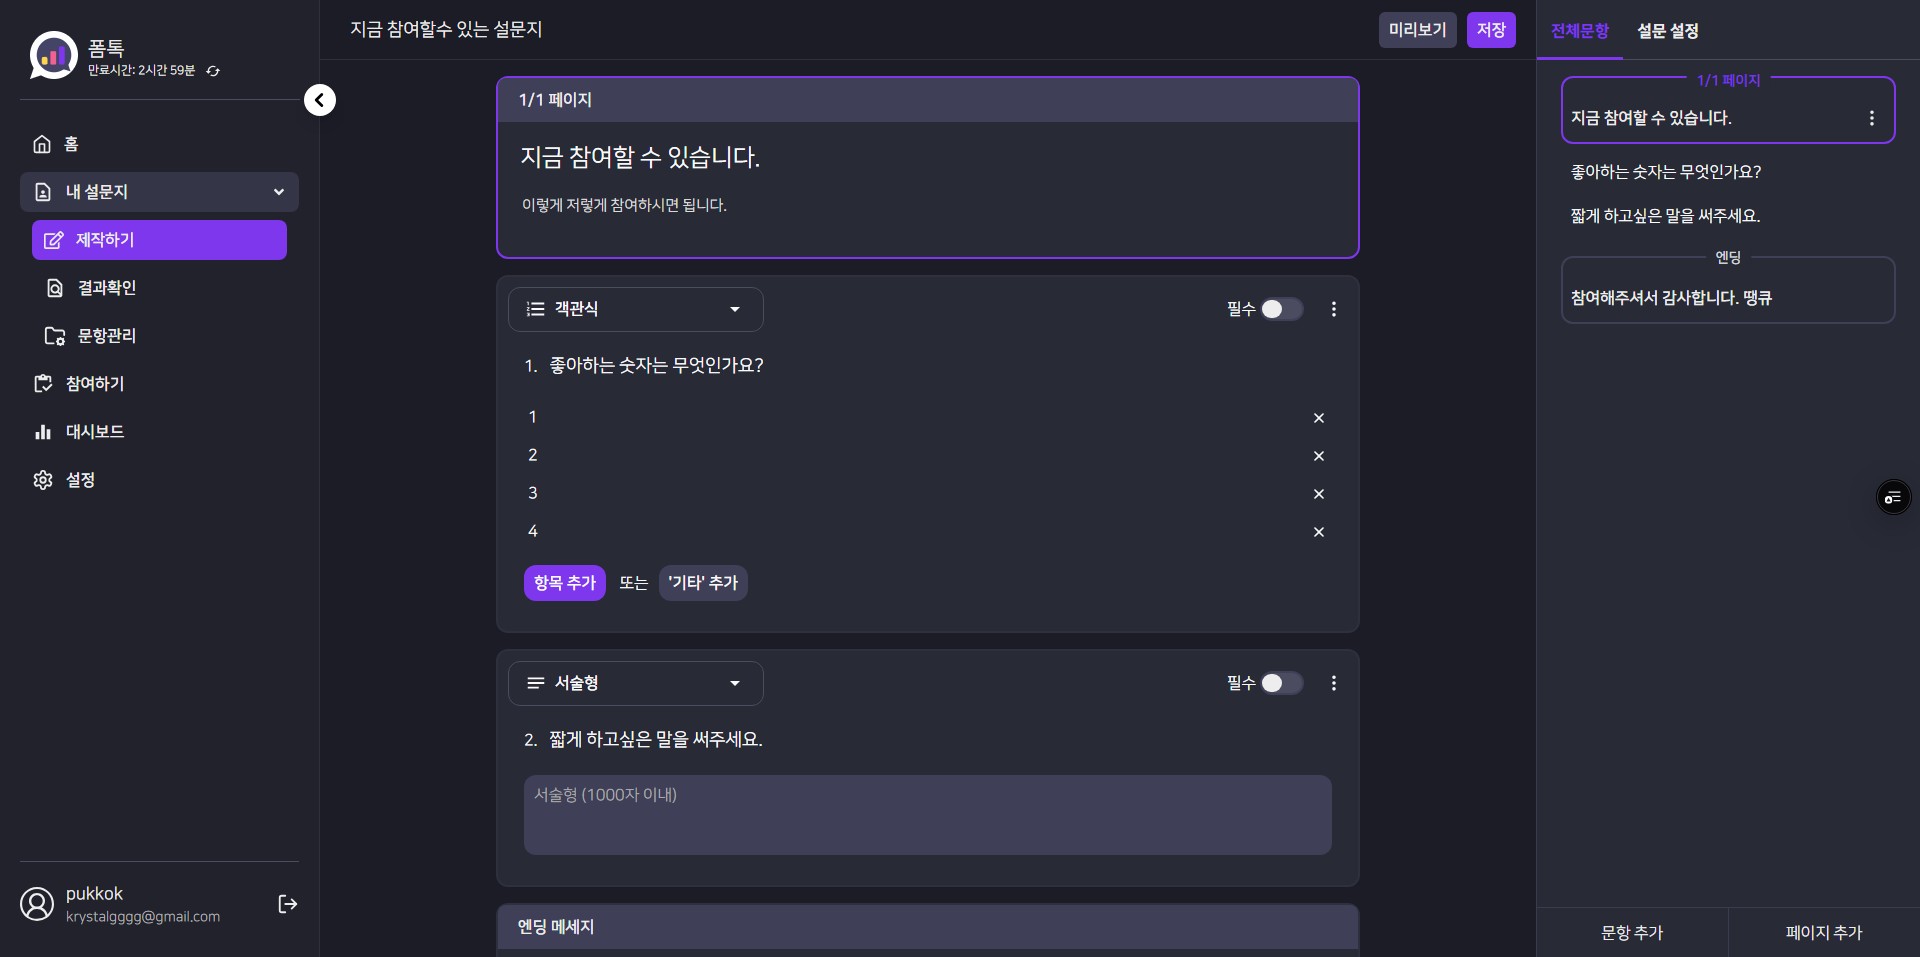 폼톡
만료시간: 2시간 59분
홈
내 설문지
제작하기
결과확인
문항관리
참여하기
대시보드
설정
pukkok
krystalgggg@gmail.com
지금 참여할수 있는 설문지
미리보기
저장
1/1 페이지
지금 참여할 수 있습니다.
이렇게 저렇게 참여하시면 됩니다.
객관식
필수
1. 좋아하는 숫자는 무엇인가요?
1
2
3
4
항목 추가 또는 '기타' 추가
서술형
필수
2. 짧게 하고싶은 말을 써주세요.
서술형 (1000자 이내)
엔딩 메세지
전체문항
설문 설정
1/1 페이지
지금 참여할 수 있습니다.
좋아하는 숫자는 무엇인가요?
짧게 하고싶은 말을 써주세요.
엔딩
참여해주셔서 감사합니다. 땡큐
문항 추가
페이지 추가